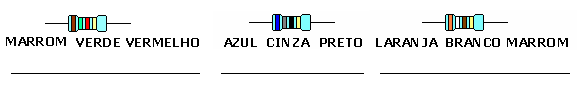 MARROM VERDE VERMELHO
AZUL CINZA PRETO
LARANJA BRANCO MARROM